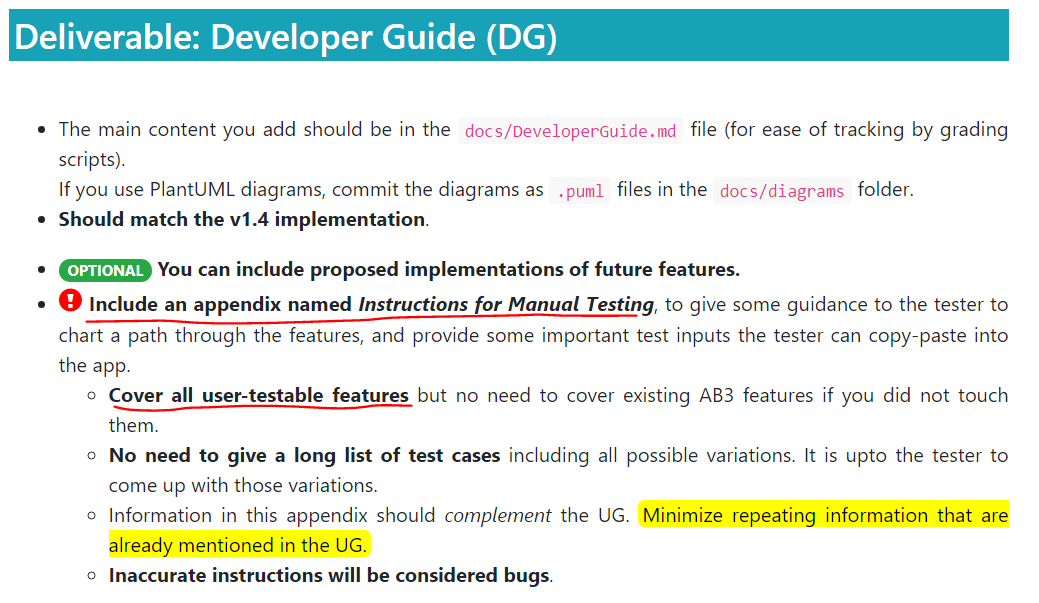 Deliverable: Developer Guide (DG)
The main content you add should be in the docs/DeveloperGuide.md file (for ease of tracking by grading
scripts).
If you use PlantUML diagrams, commit the diagrams as .puml files in the docs/diagrams folder.
Should match the v1.4 implementation.
OPTIONAL You can include proposed implementations of future features.
! Include an appendix named Instructions for Manual Testing, to give some guidance to the tester to
chart a path through the features, and provide some important test inputs the tester can copy-paste into
the app.
Cover all user-testable features but no need to cover existing AB3 features if you did not touch
them.
No need to give a long list of test cases including all possible variations. It is upto the tester to
come up with those variations.
Information in this appendix should complement the UG. Minimize repeating information that are
already mentioned in the UG.
Inaccurate instructions will be considered bugs.